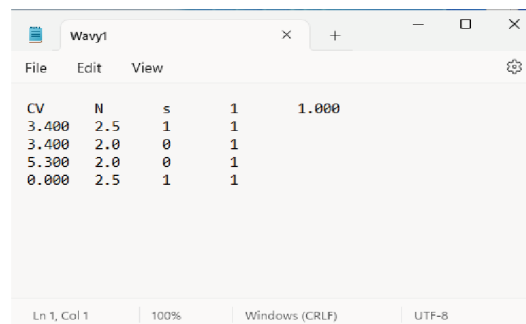 Wavy1
File Edit View
CV N s 1 1.000
3.400 2.5 1 1
3.400 2.0 0 1
5.300 2.0 0 1
0.000 2.5 1 1
Ln 1, Col 1 100% Windows (CRLF) UTF-8